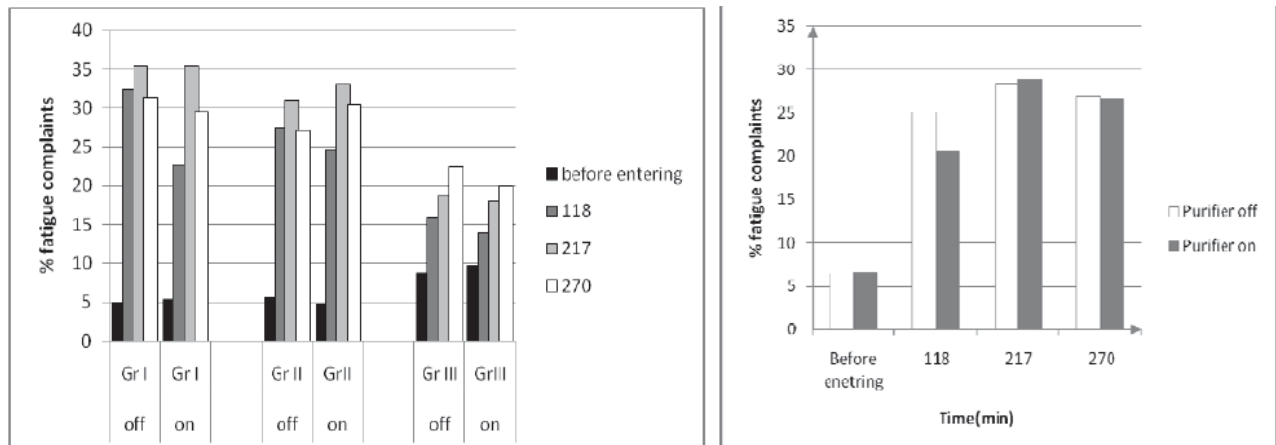 40
35
30
25
20
15
10
5
0
% fatigue complaints
Gr I Gr I Gr II GrII Gr III GrIII
off on off on off on
before entering
118
217
270
35
30
25
20
15
10
5
0
% fatigue complaints
Before enetring 118 217 270
Time(min)
Purifier off
Purifier on